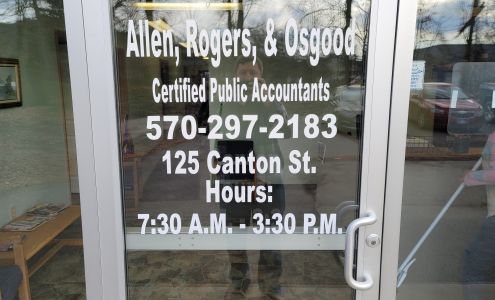 Allen, Rogers, & Osgood
Certified Public Accountants
570-297-2183
125 Canton St.
Hours:
7:30 A.M. - 3:30 P.M.